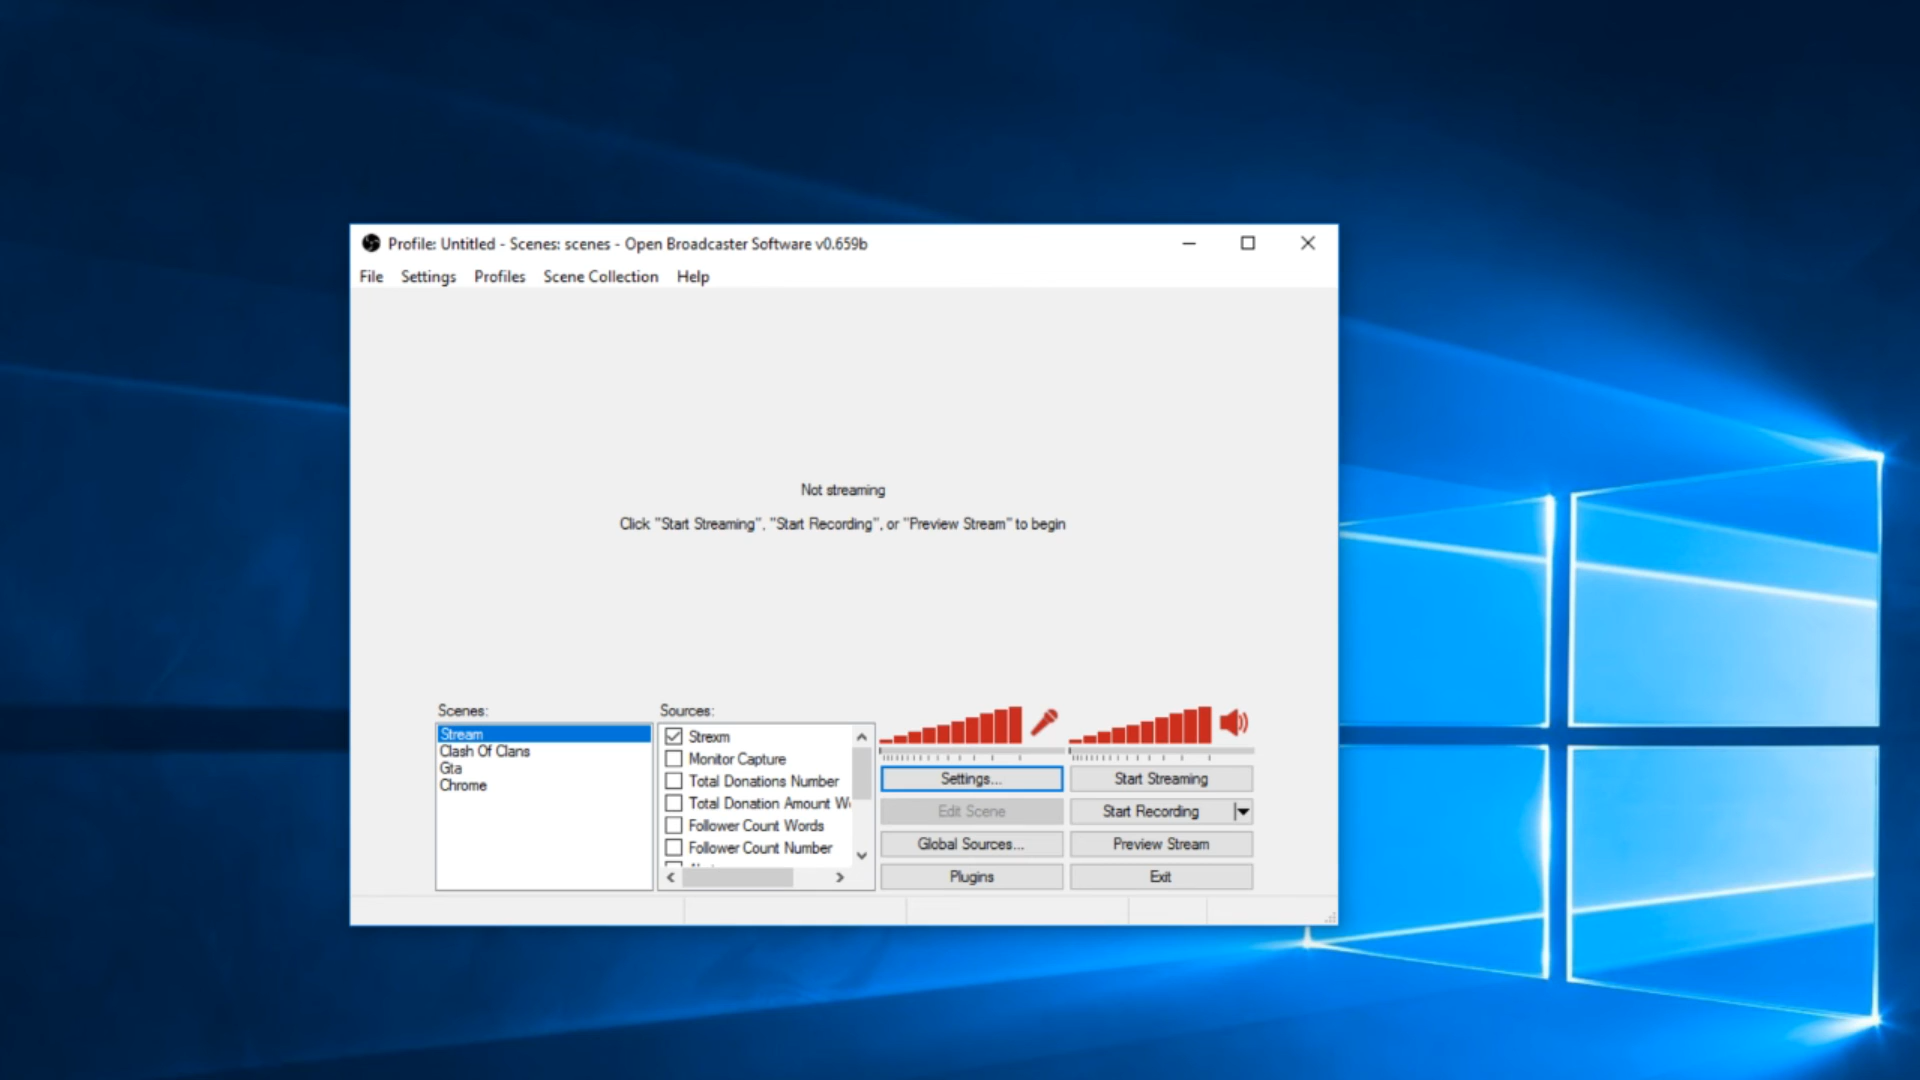 Profile: Untitled - Scenes: scenes - Open Broadcaster Software v0.659b
File Settings Profiles Scene Collection Help
Not streaming
Click "Start Streaming", "Start Recording", or "Preview Stream" to begin
Scenes:
Stream
Clash Of Clans
Gta
Chrome
Sources:
Strexm
Monitor Capture
Total Donations Number
Total Donation Amount W
Follower Count Words
Follower Count Number
Settings...
Start Streaming
Edit Scene
Start Recording
Global Sources...
Preview Stream
Plugins
Exit